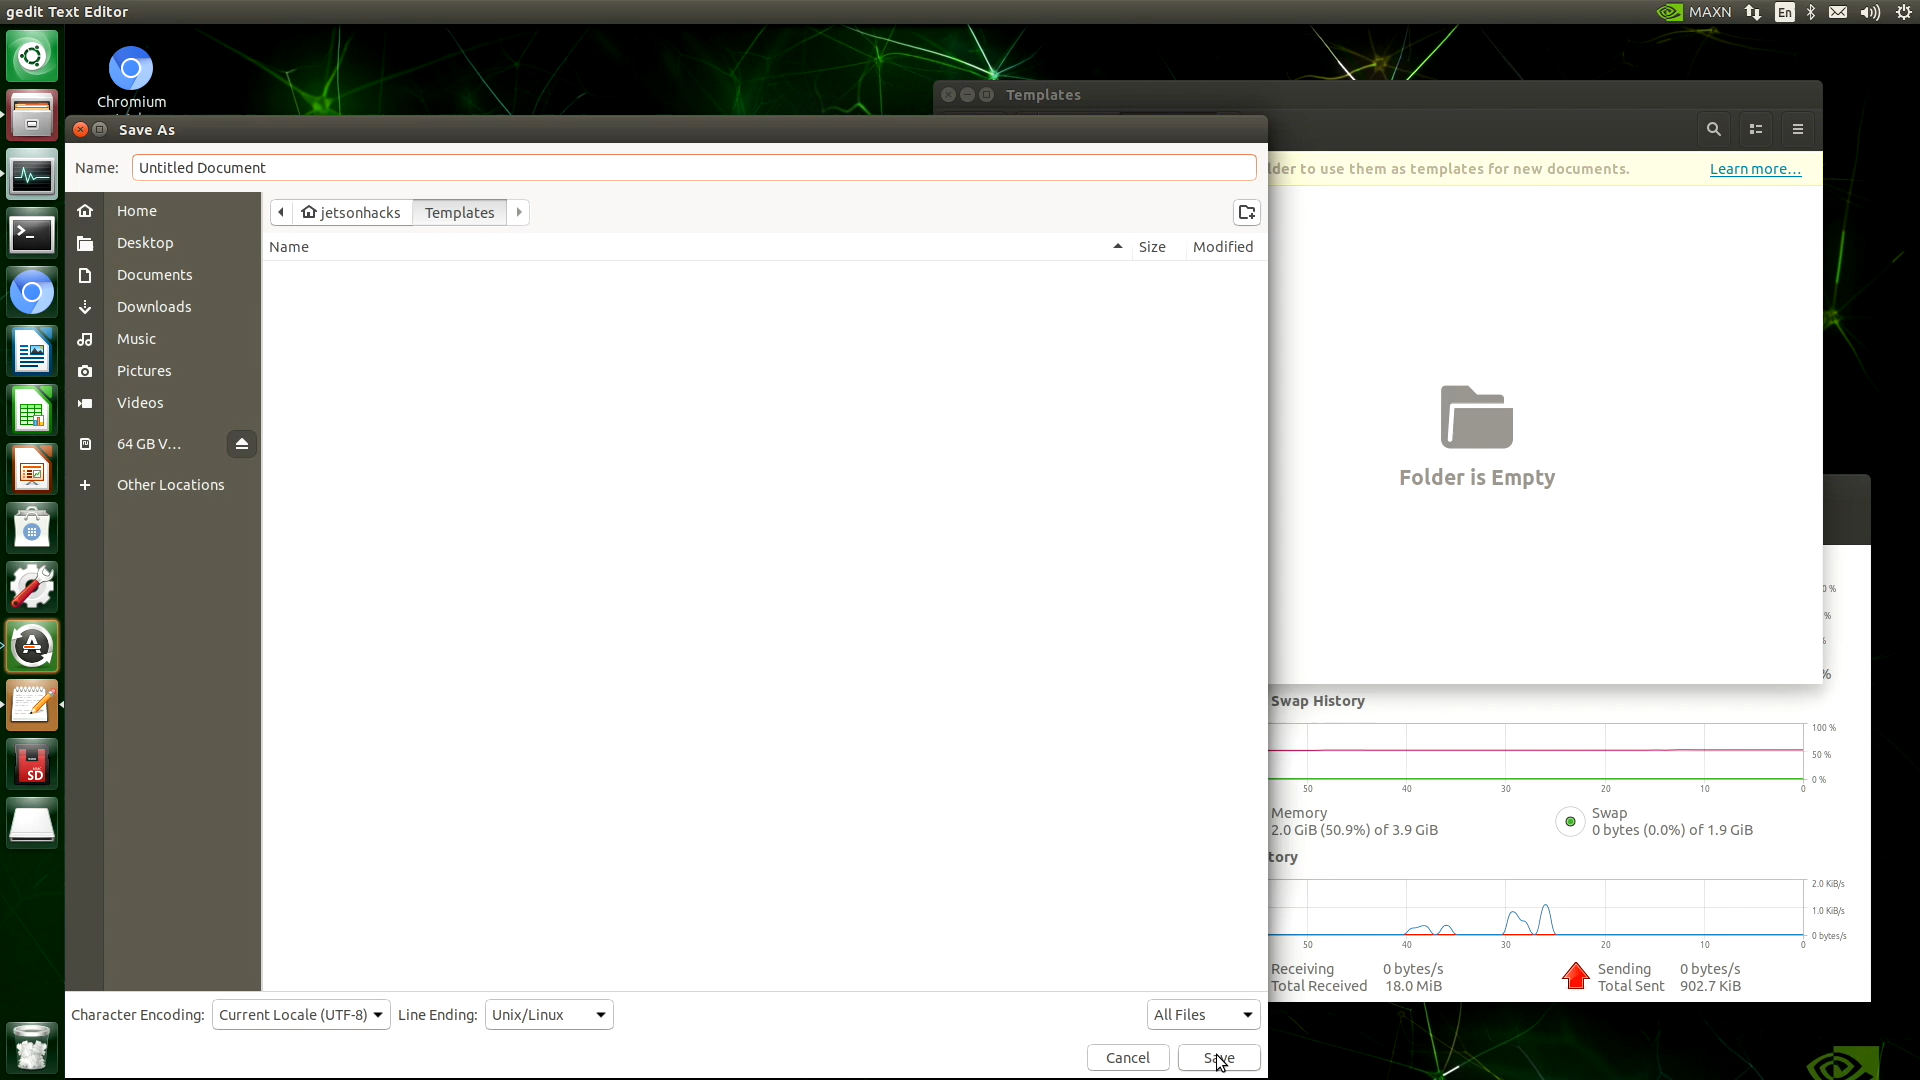 gedit Text Editor
MAXN
En
Chromium
Templates
Save As
Name: Untitled Document
lder to use them as templates for new documents. Learn more...
Home
Desktop
Documents
Downloads
Music
Pictures
Videos
64 GB V...
Other Locations
jetsonhacks Templates
Name Size Modified
Folder is Empty
Swap History
100 %
50 %
0 %
50 40 30 20 10 0
Memory
2.0 GiB (50.9%) of 3.9 GiB
Swap
0 bytes (0.0%) of 1.9 GiB
tory
2.0 KiB/s
1.0 KiB/s
0 bytes/s
50 40 30 20 10 0
Receiving 0 bytes/s
Total Received 18.0 MiB
Sending 0 bytes/s
Total Sent 902.7 KiB
SD
Character Encoding: Current Locale (UTF-8) Line Ending: Unix/Linux All Files
Cancel Save